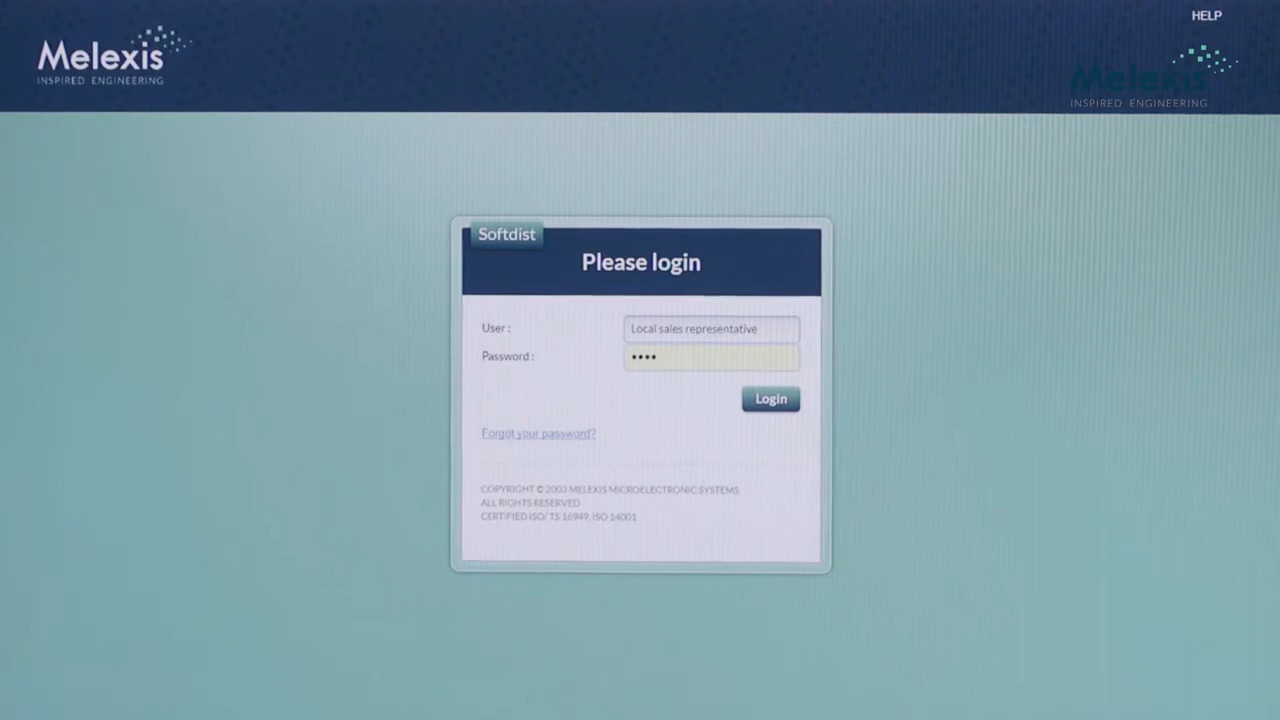 HELP
Melexis
INSPIRED ENGINEERING
Melexis
INSPIRED ENGINEERING
Softdist
Please login
User :
Local sales representative
Password :
••••
Login
Forgot your password?
COPYRIGHT © 2003 MELEXIS MICROELECTRONIC SYSTEMS
ALL RIGHTS RESERVED
CERTIFIED ISO/ TS 16949, ISO 14001